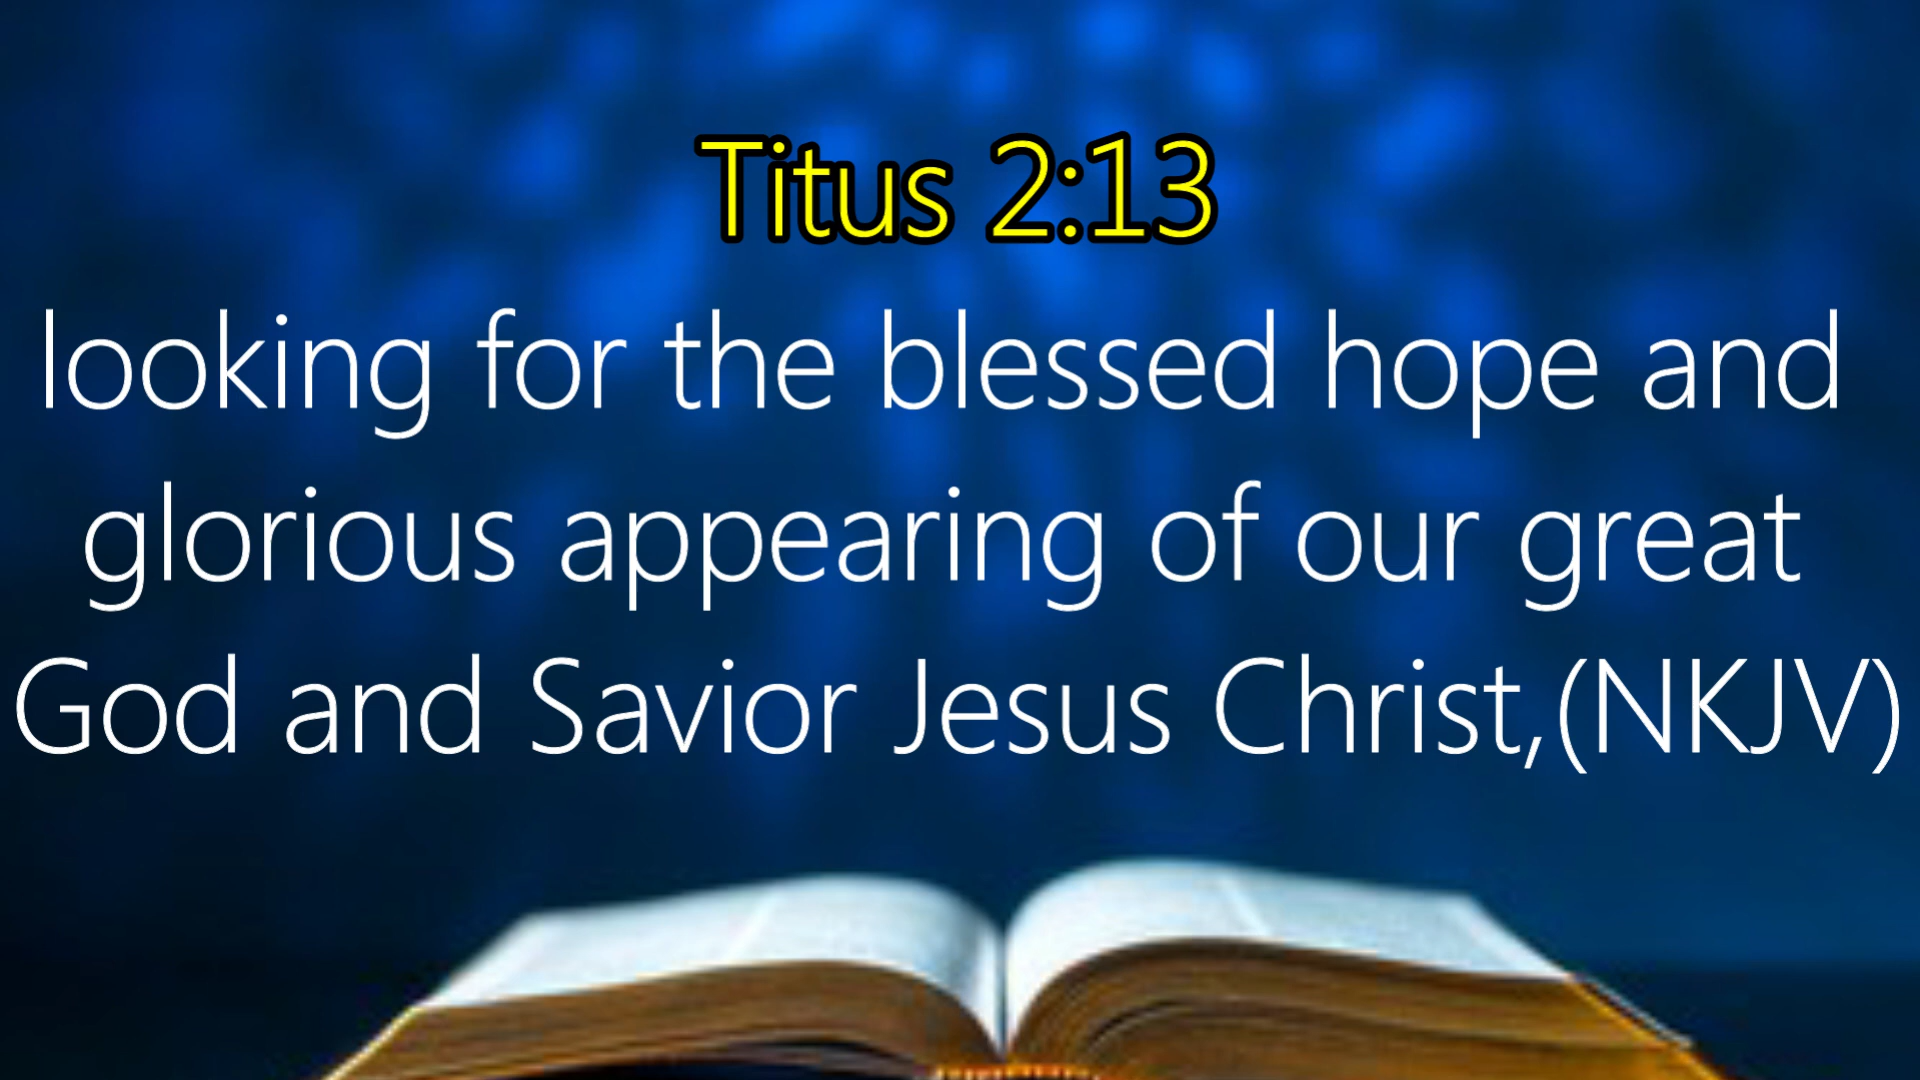 Titus 2:13
looking for the blessed hope and
glorious appearing of our great
God and Savior Jesus Christ,(NKJV)